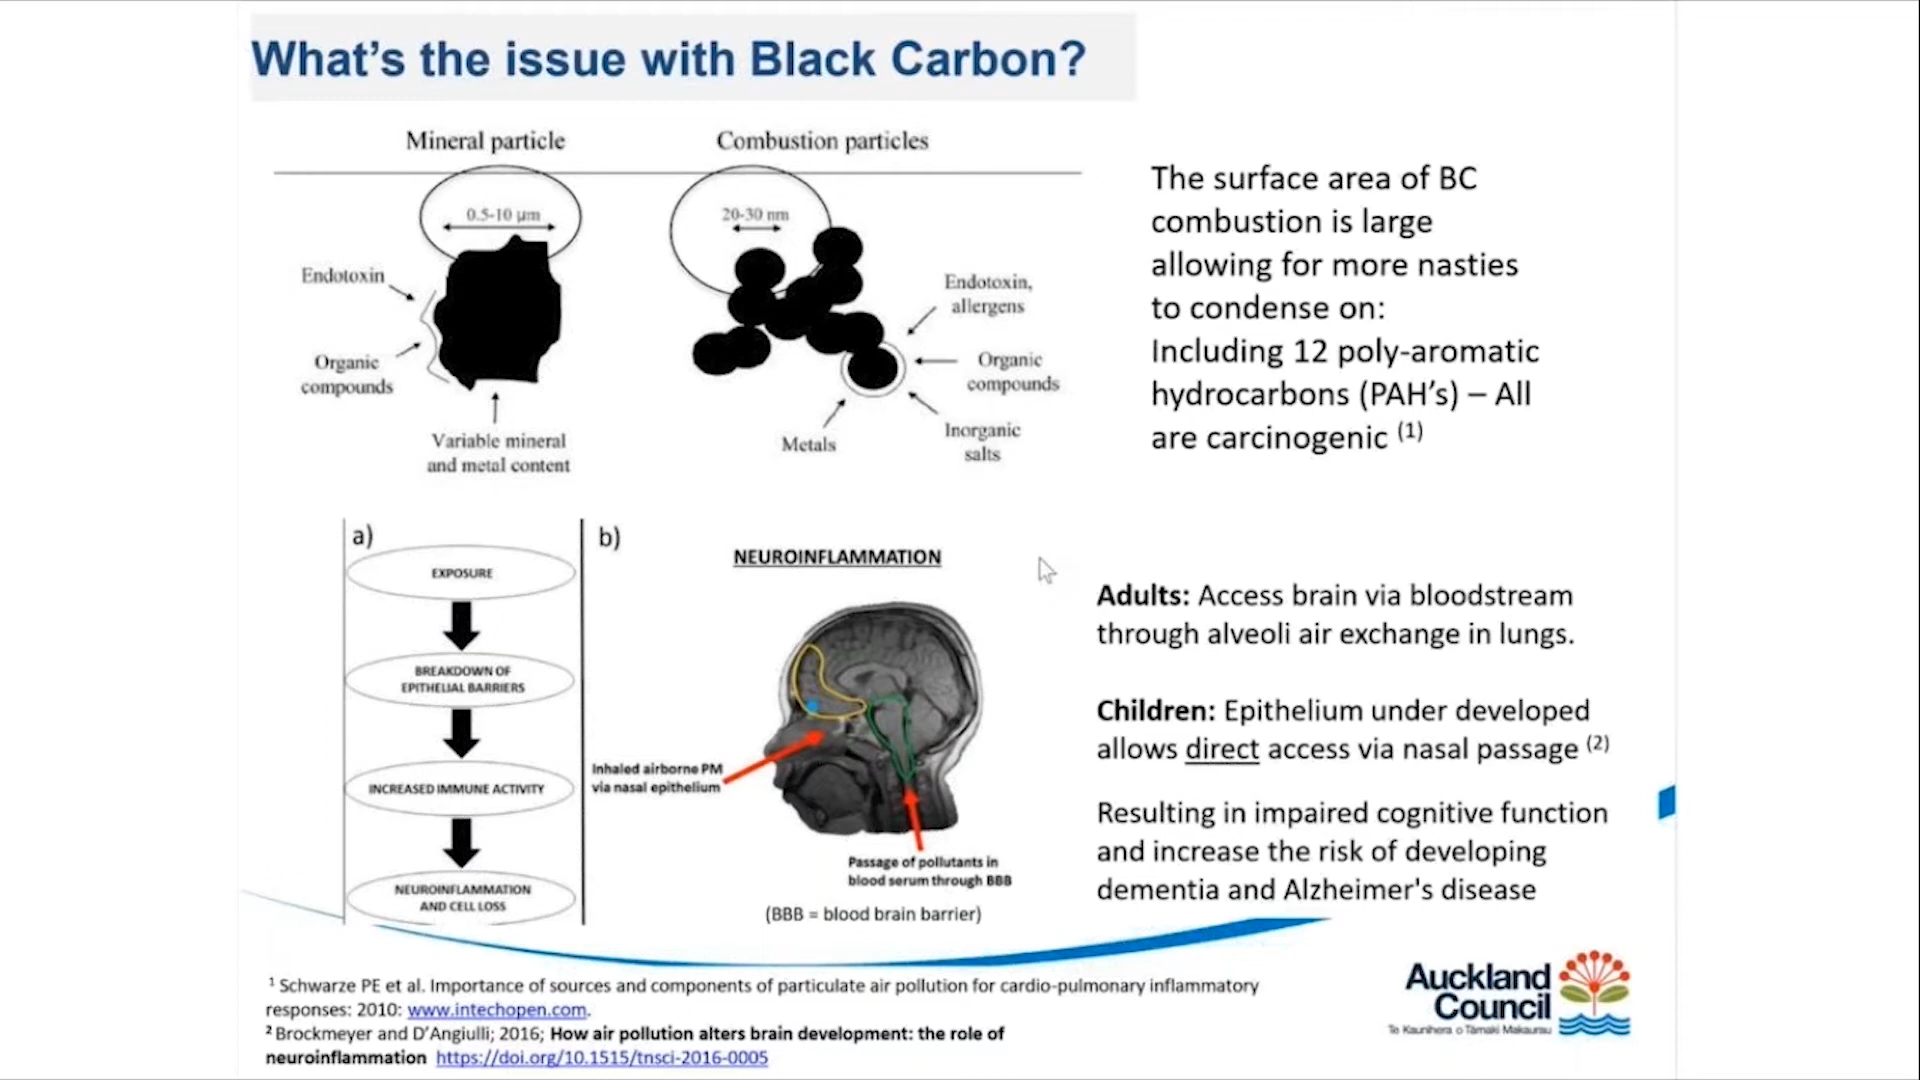 What's the issue with Black Carbon?
Mineral particle
Combustion particles
0.5-10 µm
20-30 nm
Endotoxin
Organic
compounds
Variable mineral
and metal content
Endotoxin,
allergens
Organic
compounds
Inorganic
salts
Metals
The surface area of BC
combustion is large
allowing for more nasties
to condense on:
Including 12 poly-aromatic
hydrocarbons (PAH's) – All
are carcinogenic (1)
a)
EXPOSURE
BREAKDOWN OF
EPITHELIAL BARRIERS
INCREASED IMMUNE ACTIVITY
NEUROINFLAMMATION
AND CELL LOSS
b)
NEUROINFLAMMATION
Inhaled airborne PM
via nasal epithelium
Passage of pollutants in
blood serum through BBB
(BBB = blood brain barrier)
Adults: Access brain via bloodstream
through alveoli air exchange in lungs.
Children: Epithelium under developed
allows direct access via nasal passage (2)
Resulting in impaired cognitive function
and increase the risk of developing
dementia and Alzheimer's disease
1 Schwarze PE et al. Importance of sources and components of particulate air pollution for cardio-pulmonary inflammatory
responses: 2010: www.intechopen.com.
2 Brockmeyer and D'Angiulli; 2016; How air pollution alters brain development: the role of
neuroinflammation https://doi.org/10.1515/tnsci-2016-0005
Auckland
Council
Te Kaunihera o Tāmaki Makaurau